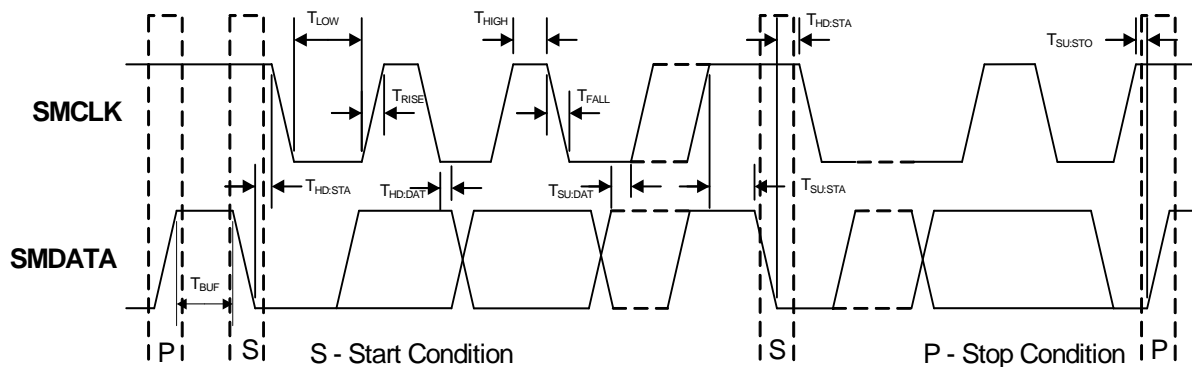 TLOW
THIGH
THD:STA
TSU:STO
SMCLK
TRISE
TFALL
THD:STA
THD:DAT
TSU:DAT
TSU:STA
SMDATA
TBUF
P
S
S - Start Condition
S
P - Stop Condition
P